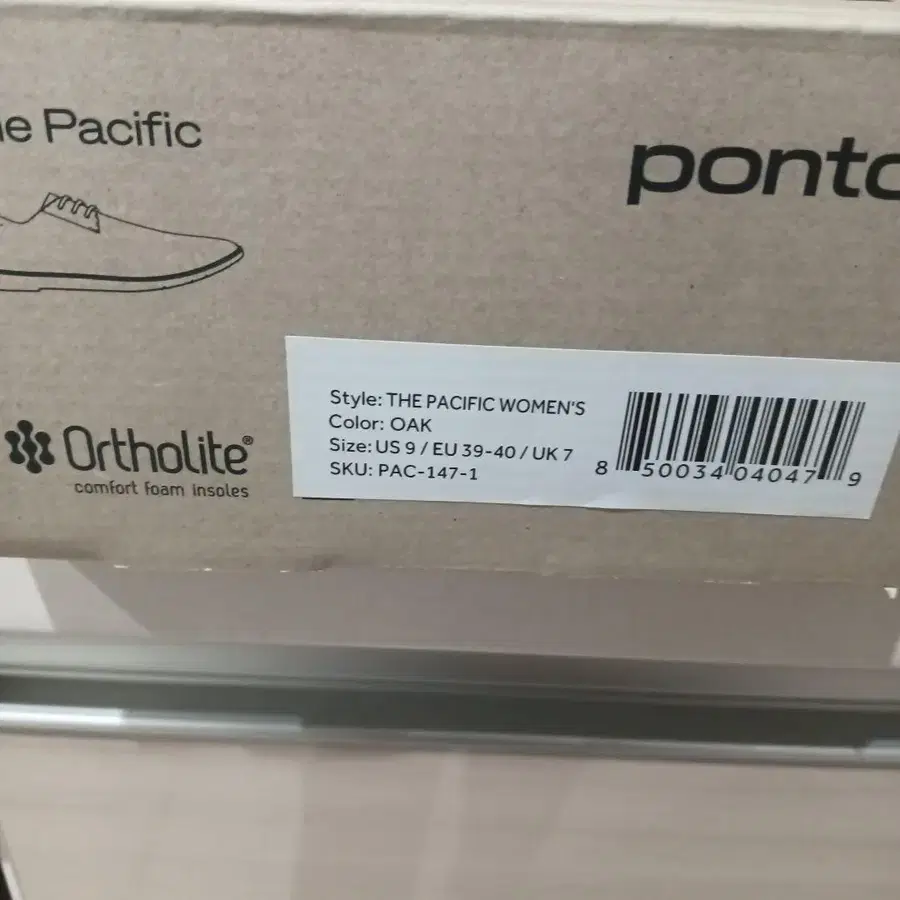 he Pacific
ponto
Ortholite®
comfort foam insoles
Style: THE PACIFIC WOMEN'S
Color: OAK
Size: US 9 / EU 39-40 / UK 7
SKU: PAC-147-1
8 50034 04047 9